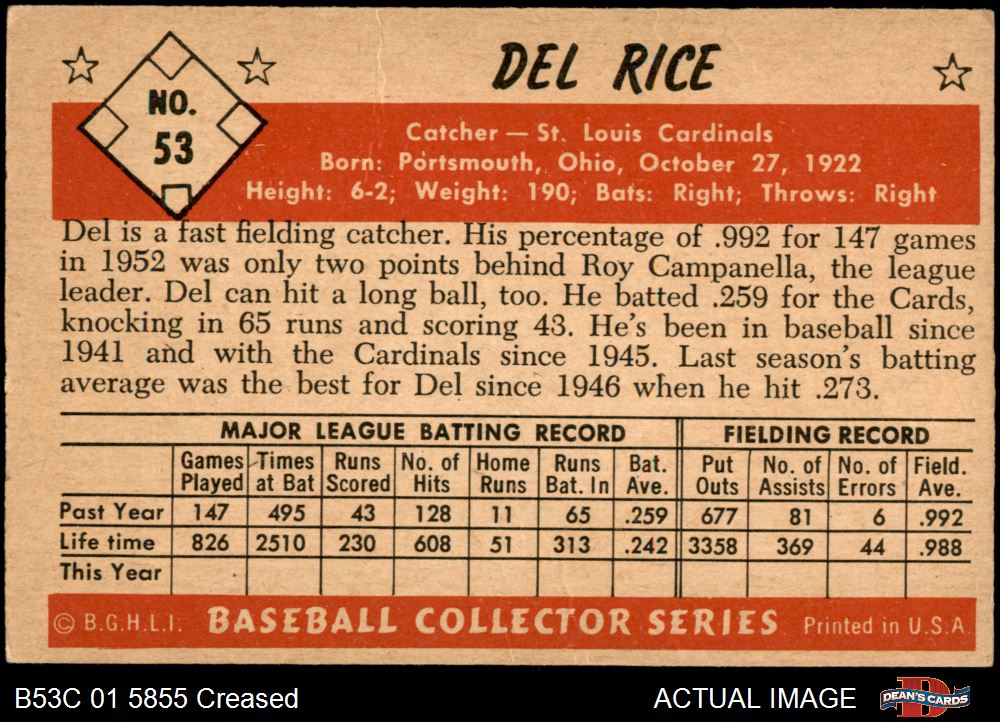 DEL RICE
NO.
53
Catcher — St. Louis Cardinals
Born: Portsmouth, Ohio, October 27, 1922
Height: 6-2; Weight: 190; Bats: Right; Throws: Right
Del is a fast fielding catcher. His percentage of .992 for 147 games
in 1952 was only two points behind Roy Campanella, the league
leader. Del can hit a long ball, too. He batted .259 for the Cards,
knocking in 65 runs and scoring 43. He's been in baseball since
1941 and with the Cardinals since 1945. Last season's batting
average was the best for Del since 1946 when he hit .273.
MAJOR LEAGUE BATTING RECORD FIELDING RECORD
Games Times Runs No. of Home Runs Bat. Put No. of No. of Field.
Played at Bat Scored Hits Runs Bat. In Ave. Outs Assists Errors Ave.
Past Year 147 495 43 128 11 65 .259 677 81 6 .992
Life time 826 2510 230 608 51 313 .242 3358 369 44 .988
This Year
© B.G.H.L.I. BASEBALL COLLECTOR SERIES Printed in U.S.A.
B53C 01 5855 Creased ACTUAL IMAGE DEAN'S CARDS